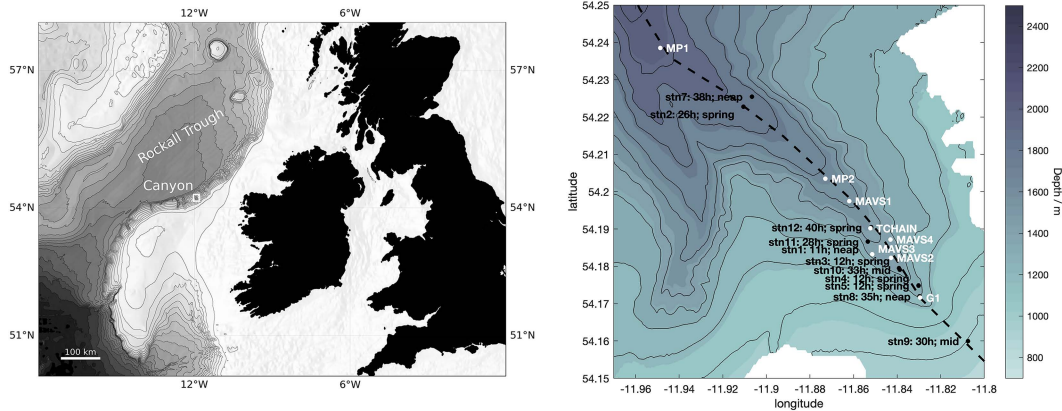 12°W
6°W
57°N
57°N
Rockall Trough
Canyon
54°N
54°N
51°N
51°N
100 km
12°W
6°W
54.25
54.24
54.23
54.22
54.21
54.2
54.19
54.18
54.17
54.16
54.15
latitude
MP1
stn7: 38h; neap
stn2: 26h; spring
MP2
MAVS1
stn12: 40h; spring
TCHAIN
stn11: 28h; spring
MAVS4
stn1: 11h; neap
MAVS3
stn3: 12h; spring
MAVS2
stn10: 33h; mid
stn4: 12h; spring
stn5: 12h; spring
stn8: 35h; neap
G1
stn9: 30h; mid
-11.96
-11.94
-11.92
-11.9
-11.88
-11.86
-11.84
-11.82
-11.8
longitude
2400
2200
2000
1800
1600
1400
1200
1000
800
Depth / m